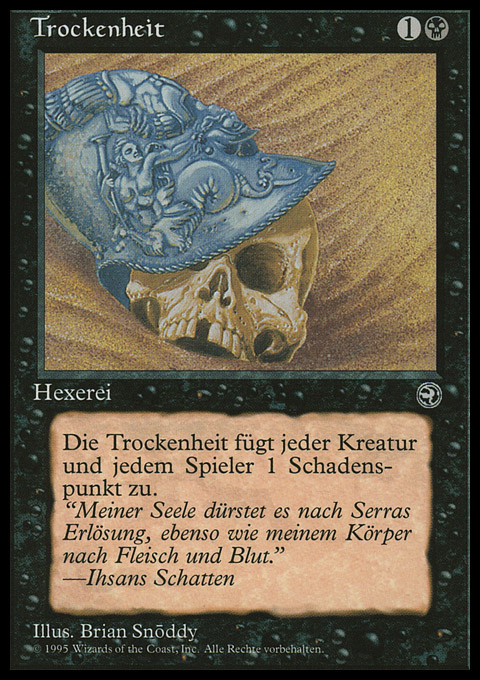 Trockenheit 1
Hexerei
Die Trockenheit fügt jeder Kreatur
und jedem Spieler 1 Schadens-
punkt zu.
“Meiner Seele dürstet es nach Serras
Erlösung, ebenso wie meinem Körper
nach Fleisch und Blut.”
—Ihsans Schatten
Illus. Brian Snōddy
© 1995 Wizards of the Coast, Inc. Alle Rechte vorbehalten.